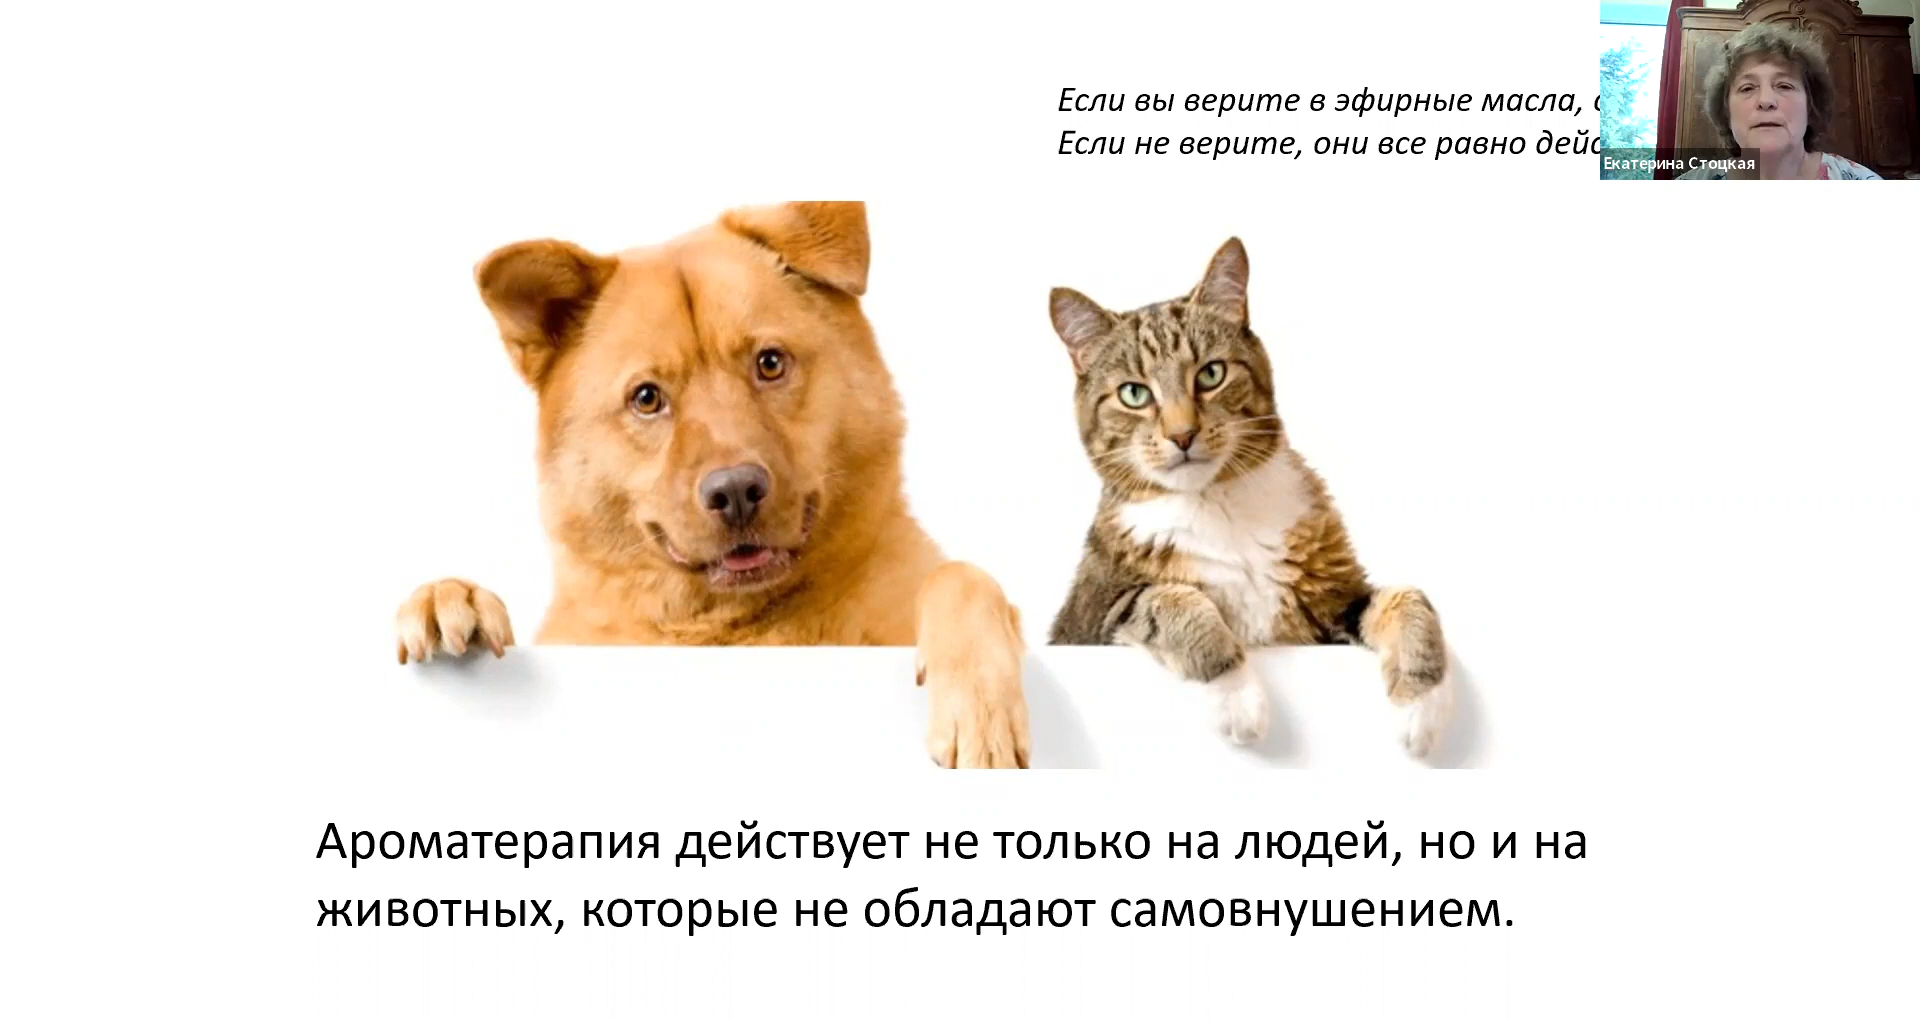 Если вы верите в эфирные масла,
Если не верите, они все равно
Екатерина Стоцкая
Ароматерапия действует не только на людей, но и на
животных, которые не обладают самовнушением.